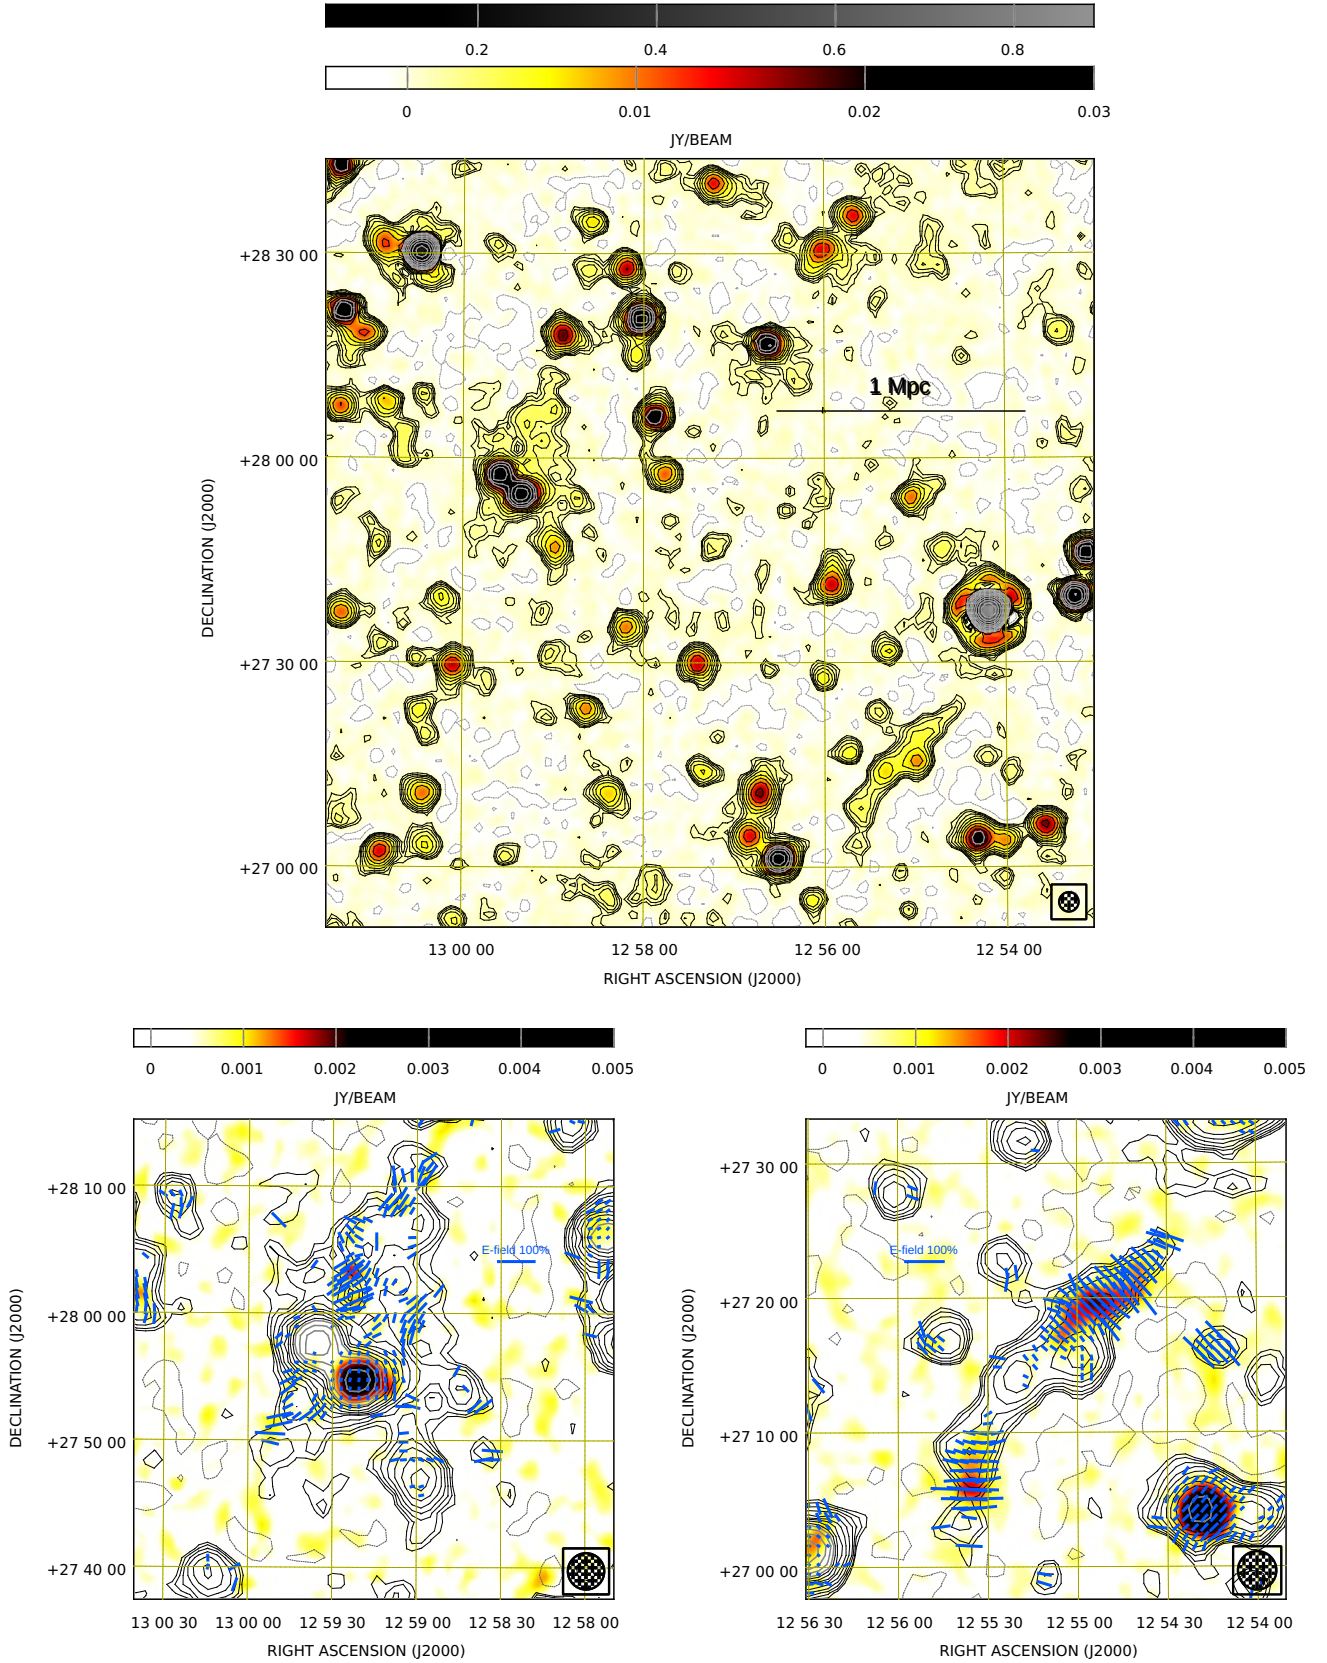 0.2 0.4 0.6 0.8
0 0.01 0.02 0.03
JY/BEAM
1 Mpc
+28 30 00
+28 00 00
+27 30 00
+27 00 00
DECLINATION (J2000)
13 00 00 12 58 00 12 56 00 12 54 00
RIGHT ASCENSION (J2000)
0 0.001 0.002 0.003 0.004 0.005
JY/BEAM
E-field 100%
+28 10 00
+28 00 00
+27 50 00
+27 40 00
DECLINATION (J2000)
13 00 30 13 00 00 12 59 30 12 59 00 12 58 00
RIGHT ASCENSION (J2000)
0 0.001 0.002 0.003 0.004 0.005
JY/BEAM
E-field 100%
+27 30 00
+27 20 00
+27 10 00
+27 00 00
DECLINATION (J2000)
12 56 30 12 56 00 12 55 30 12 55 00 12 54 30 12 54 00
RIGHT ASCENSION (J2000)